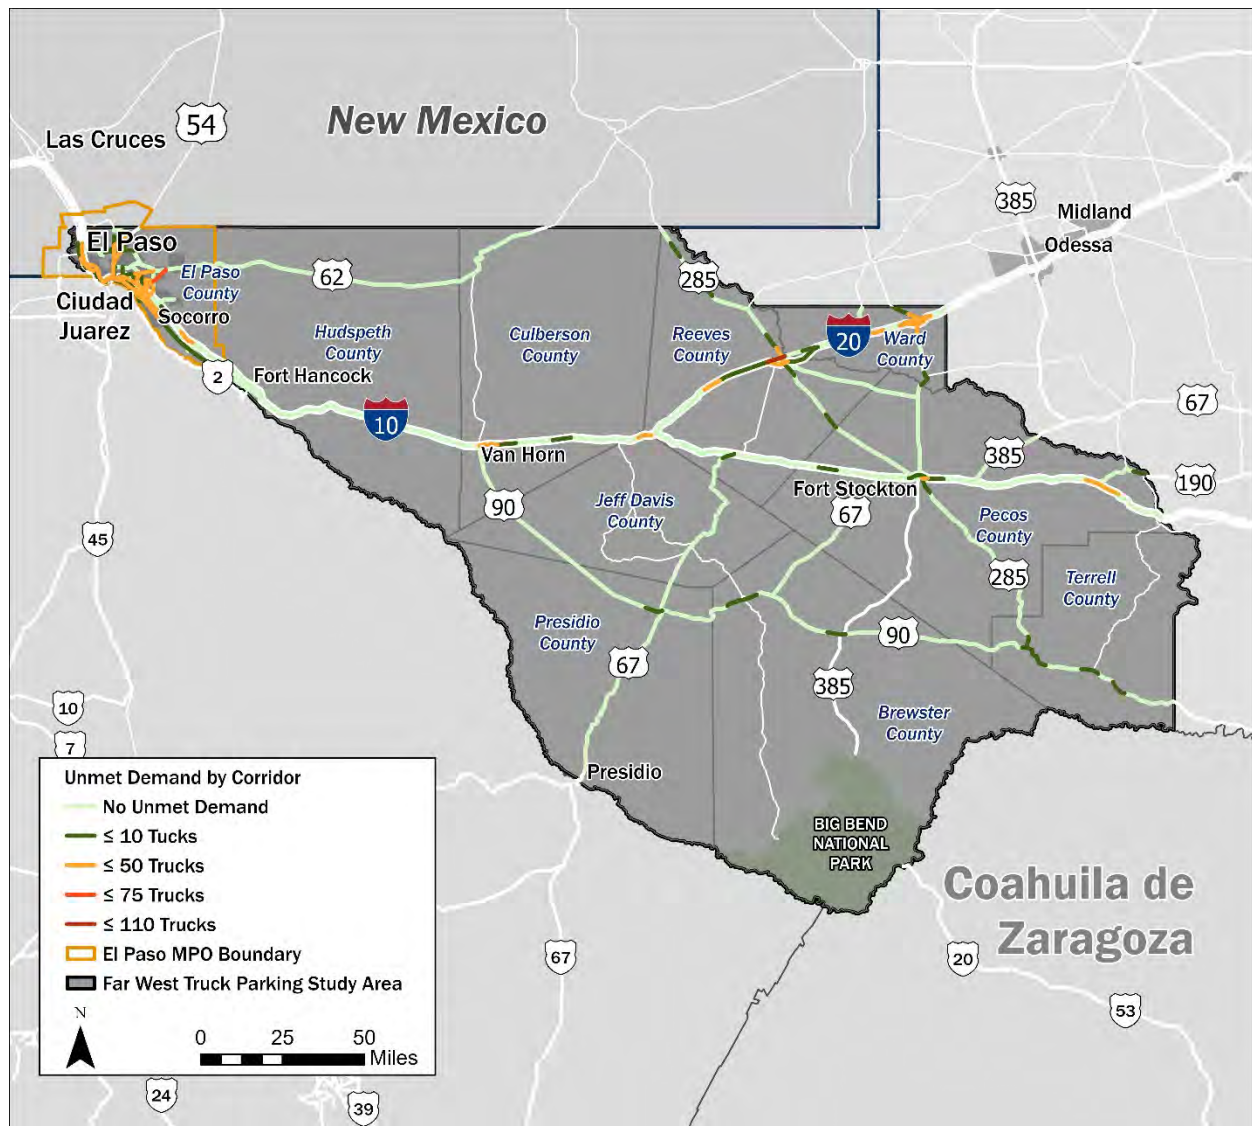 New Mexico
54
Las Cruces
385
Midland
Odessa
El Paso
El Paso
County
62
285
Ciudad
Juarez
Socorro
Hudspeth
County
Culberson
County
Reeves
County
20
Ward
County
2
Fort Hancock
10
67
Van Horn
385
190
Fort Stockton
90
Jeff Davis
County
67
Pecos
County
45
285
Terrell
County
Presidio
County
90
67
385
10
Brewster
County
7
Presidio
BIG BEND
NATIONAL
PARK
Coahuila de
Zaragoza
67
20
53
24
39
Unmet Demand by Corridor
No Unmet Demand
≤ 10 Tucks
≤ 50 Trucks
≤ 75 Trucks
≤ 110 Trucks
El Paso MPO Boundary
Far West Truck Parking Study Area
N
0 25 50
Miles